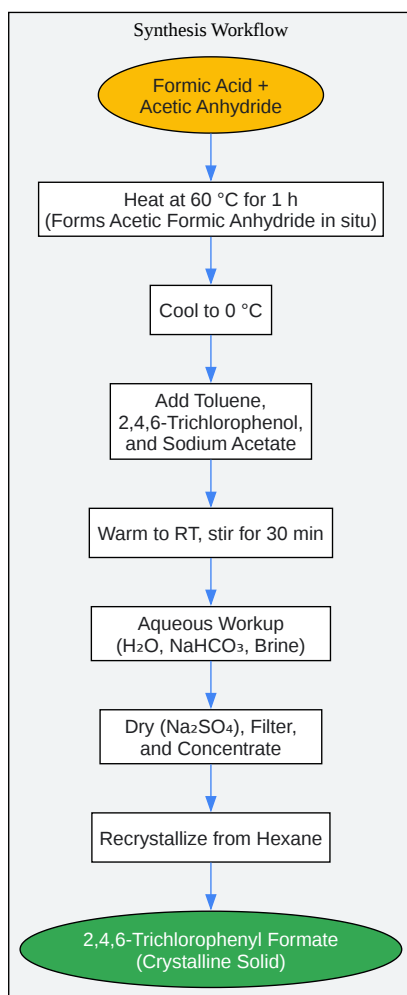 Synthesis Workflow
Formic Acid +
Acetic Anhydride
Heat at 60 °C for 1 h
(Forms Acetic Formic Anhydride in situ)
Cool to 0 °C
Add Toluene,
2,4,6-Trichlorophenol,
and Sodium Acetate
Warm to RT, stir for 30 min
Aqueous Workup
(H₂O, NaHCO₃, Brine)
Dry (Na₂SO₄), Filter,
and Concentrate
Recrystallize from Hexane
2,4,6-Trichlorophenyl Formate
(Crystalline Solid)